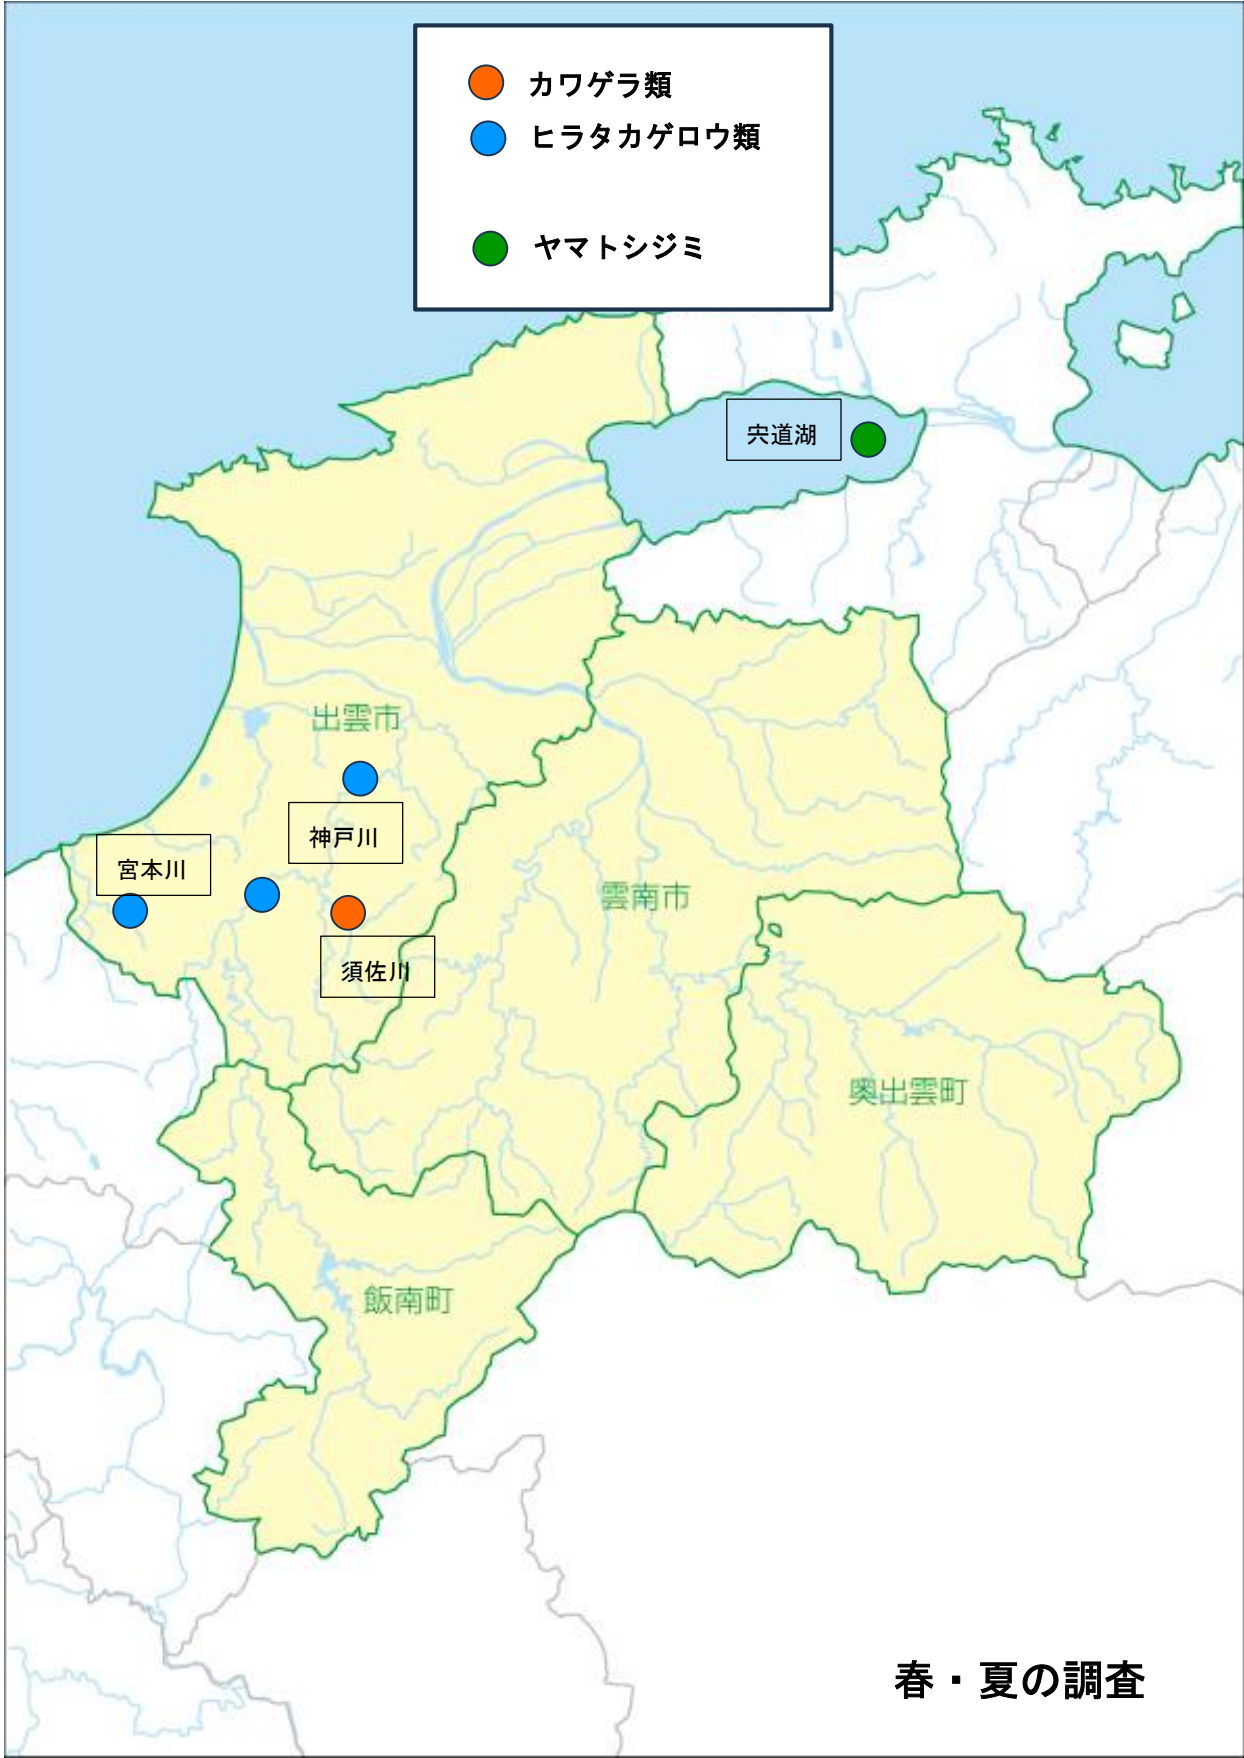 カワゲラ類
ヒラタカゲロウ類
ヤマトシジミ
宍道湖
出雲市
神戸川
宮本川
雲南市
須佐川
奥出雲町
飯南町
春・夏の調査